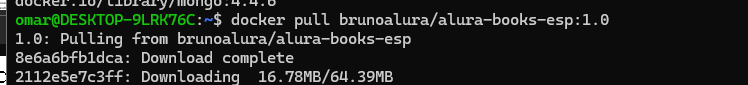 docker.io/library/mongo:4.4.6
omar@DESKTOP-9LRK76C:~$ docker pull brunoalura/alura-books-esp:1.0
1.0: Pulling from brunoalura/alura-books-esp
8e6a6bfb1dca: Download complete
2112e5e7c3ff: Downloading  16.78MB/64.39MB